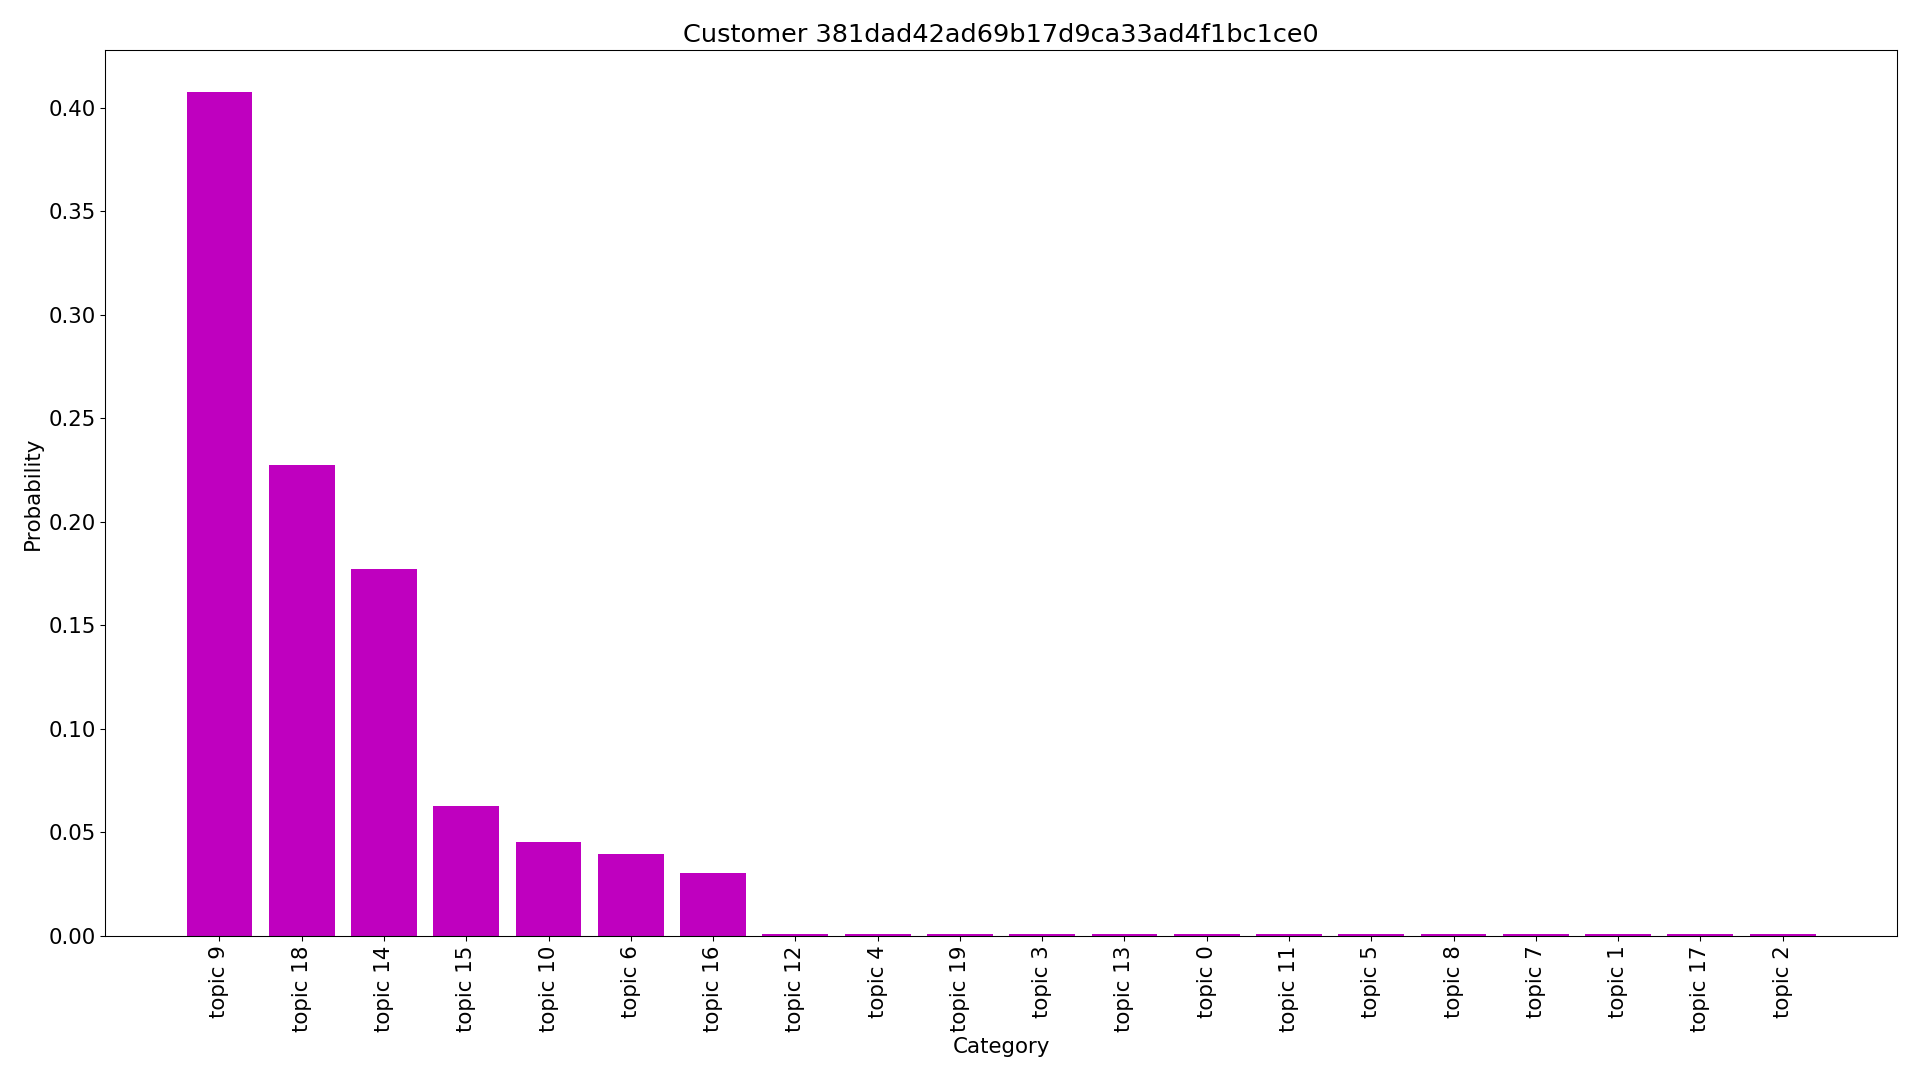 Customer 381dad42ad69b17d9ca33ad4f1bc1ce0
0.40
0.35
0.30
0.25
0.20
0.15
0.10
0.05
0.00
Probability
topic 9
topic 18
topic 14
topic 15
topic 10
topic 6
topic 16
topic 12
topic 4
topic 19
topic 3
topic 13
topic 0
topic 11
topic 5
topic 8
topic 7
topic 1
topic 17
topic 2
Category